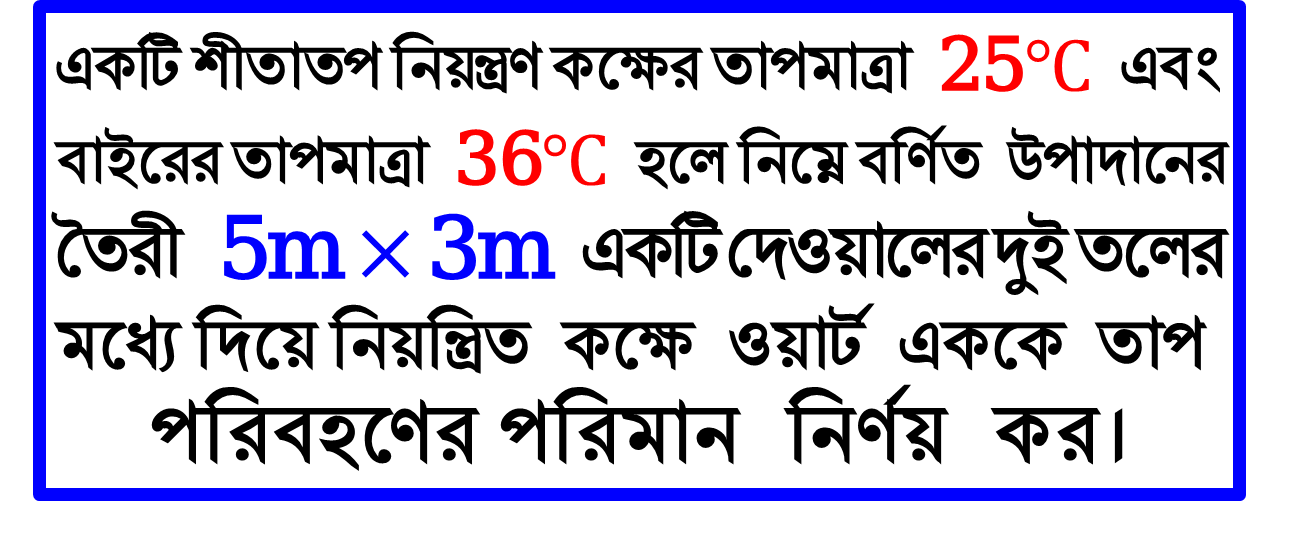 একটি শীতাতপ নিয়ন্ত্রণ কক্ষের তাপমাত্রা 25°C এবং
বাইরের তাপমাত্রা 36°C হলে নিম্নে বর্ণিত উপাদানের
তৈরী 5m × 3m একটি দেওয়ালের দুই তলের
মধ্যে দিয়ে নিয়ন্ত্রিত কক্ষে ওয়ার্ট এককে তাপ
পরিবহণের পরিমান নির্ণয় কর।